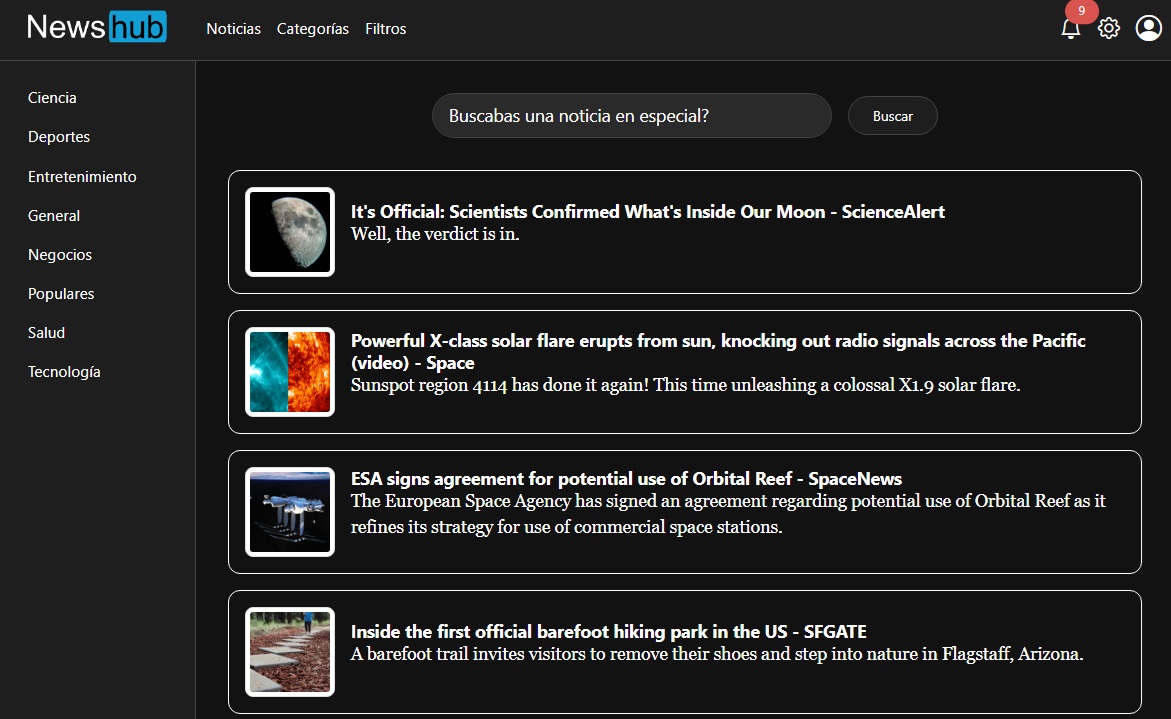 Newshub
Noticias
Categorías
Filtros
9
Ciencia
Deportes
Entretenimiento
General
Negocios
Populares
Salud
Tecnología
Buscabas una noticia en especial?
Buscar
It's Official: Scientists Confirmed What's Inside Our Moon - ScienceAlert
Well, the verdict is in.
Powerful X-class solar flare erupts from sun, knocking out radio signals across the Pacific
(video) - Space
Sunspot region 4114 has done it again! This time unleashing a colossal X1.9 solar flare.
ESA signs agreement for potential use of Orbital Reef - SpaceNews
The European Space Agency has signed an agreement regarding potential use of Orbital Reef as it
refines its strategy for use of commercial space stations.
Inside the first official barefoot hiking park in the US - SFGATE
A barefoot trail invites visitors to remove their shoes and step into nature in Flagstaff, Arizona.